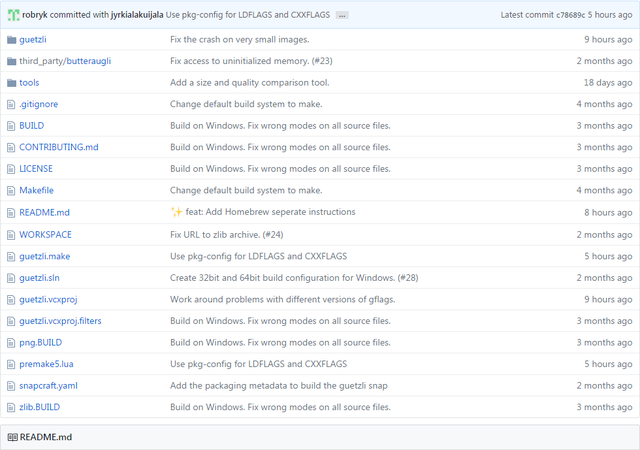 robryk committed with jyrkialakuijala Use pkg-config for LDFLAGS and CXXFLAGS ... Latest commit c78689c 5 hours ago
guetzli Fix the crash on very small images. 9 hours ago
third_party/butteraugli Fix access to uninitialized memory. (#23) 2 months ago
tools Add a size and quality comparison tool. 18 days ago
.gitignore Change default build system to make. 4 months ago
BUILD Build on Windows. Fix wrong modes on all source files. 3 months ago
CONTRIBUTING.md Build on Windows. Fix wrong modes on all source files. 3 months ago
LICENSE Build on Windows. Fix wrong modes on all source files. 3 months ago
Makefile Change default build system to make. 4 months ago
README.md ✨ feat: Add Homebrew seperate instructions 8 hours ago
WORKSPACE Fix URL to zlib archive. (#24) 2 months ago
guetzli.make Use pkg-config for LDFLAGS and CXXFLAGS 5 hours ago
guetzli.sln Create 32bit and 64bit build configuration for Windows. (#28) 2 months ago
guetzli.vcxproj Work around problems with different versions of gflags. 9 hours ago
guetzli.vcxproj.filters Build on Windows. Fix wrong modes on all source files. 3 months ago
png.BUILD Build on Windows. Fix wrong modes on all source files. 3 months ago
premake5.lua Use pkg-config for LDFLAGS and CXXFLAGS 5 hours ago
snapcraft.yaml Add the packaging metadata to build the guetzli snap 2 months ago
zlib.BUILD Build on Windows. Fix wrong modes on all source files. 3 months ago
README.md